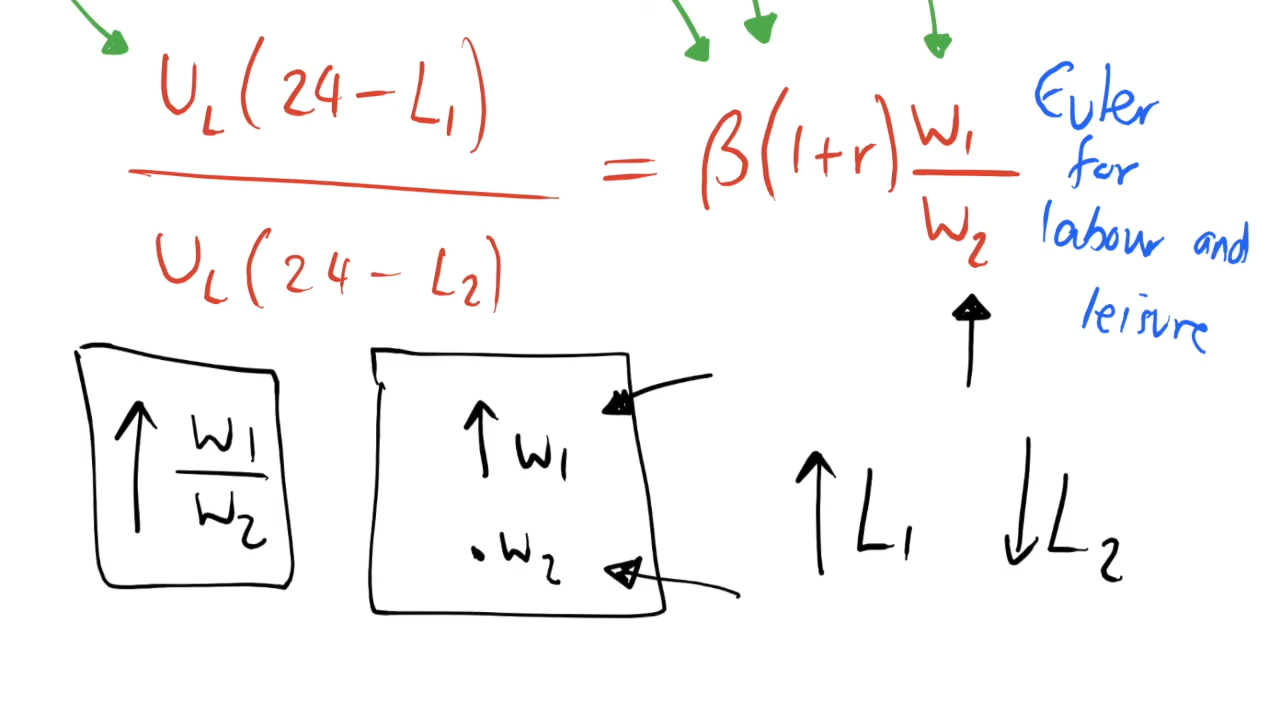 U_L(24-L_1)
U_L(24-L_2)
= β(1+r) W_1
W_2
Euler
for
labour and
leisure
↑ W_1
W_2
↑ W_1
. W_2
↑ L_1 ↓ L_2